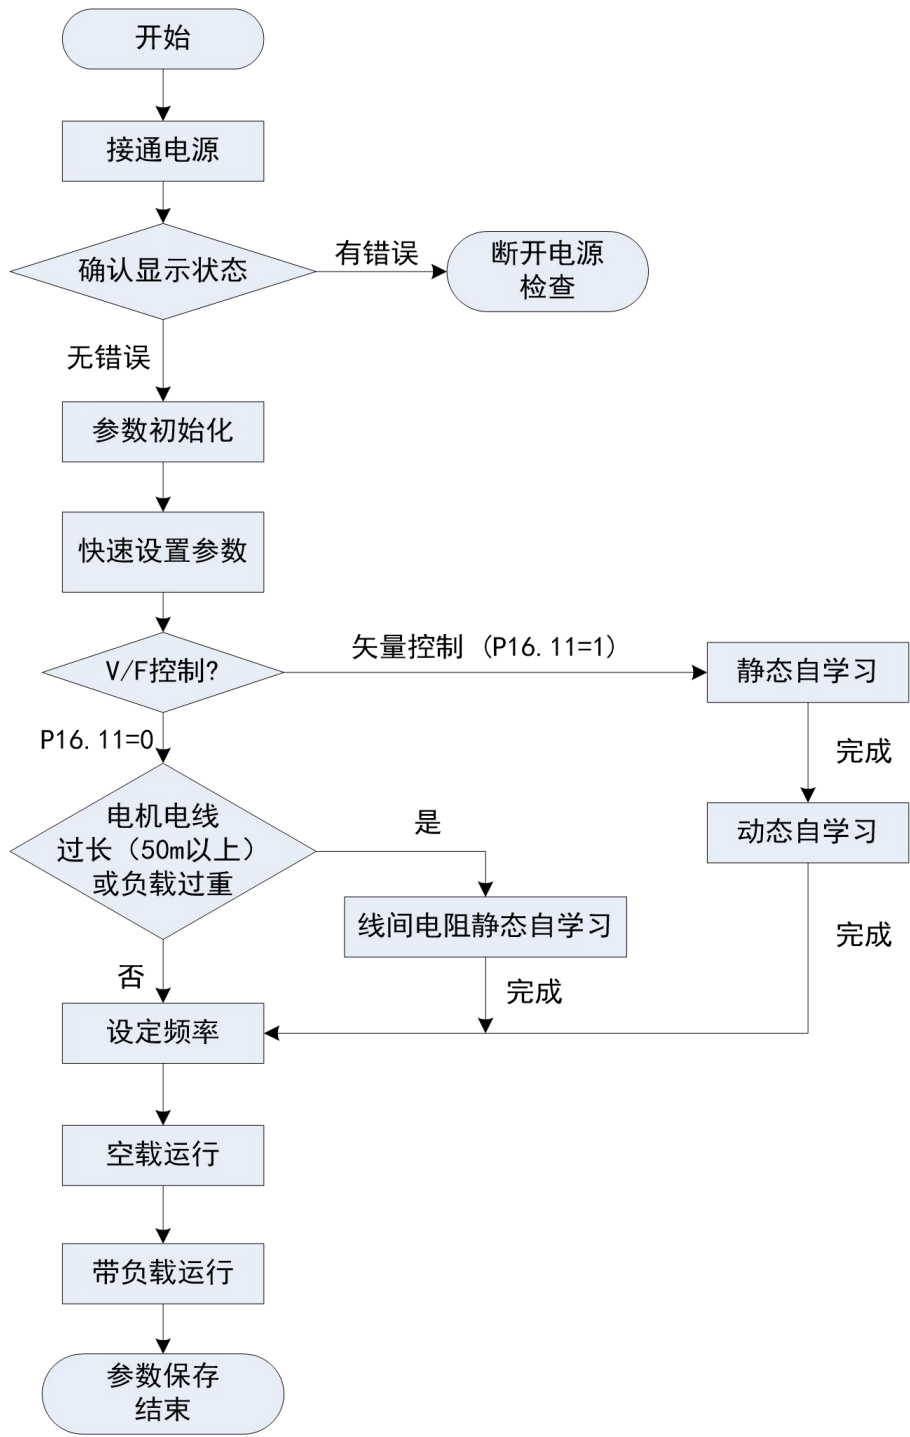 开始
接通电源
确认显示状态
有错误
断开电源
检查
无错误
参数初始化
快速设置参数
V/F控制?
矢量控制 (P16.11=1)
静态自学习
P16.11=0
完成
电机电线
过长（50m以上）
或负载过重
是
动态自学习
线间电阻静态自学习
完成
否
完成
设定频率
空载运行
带负载运行
参数保存
结束